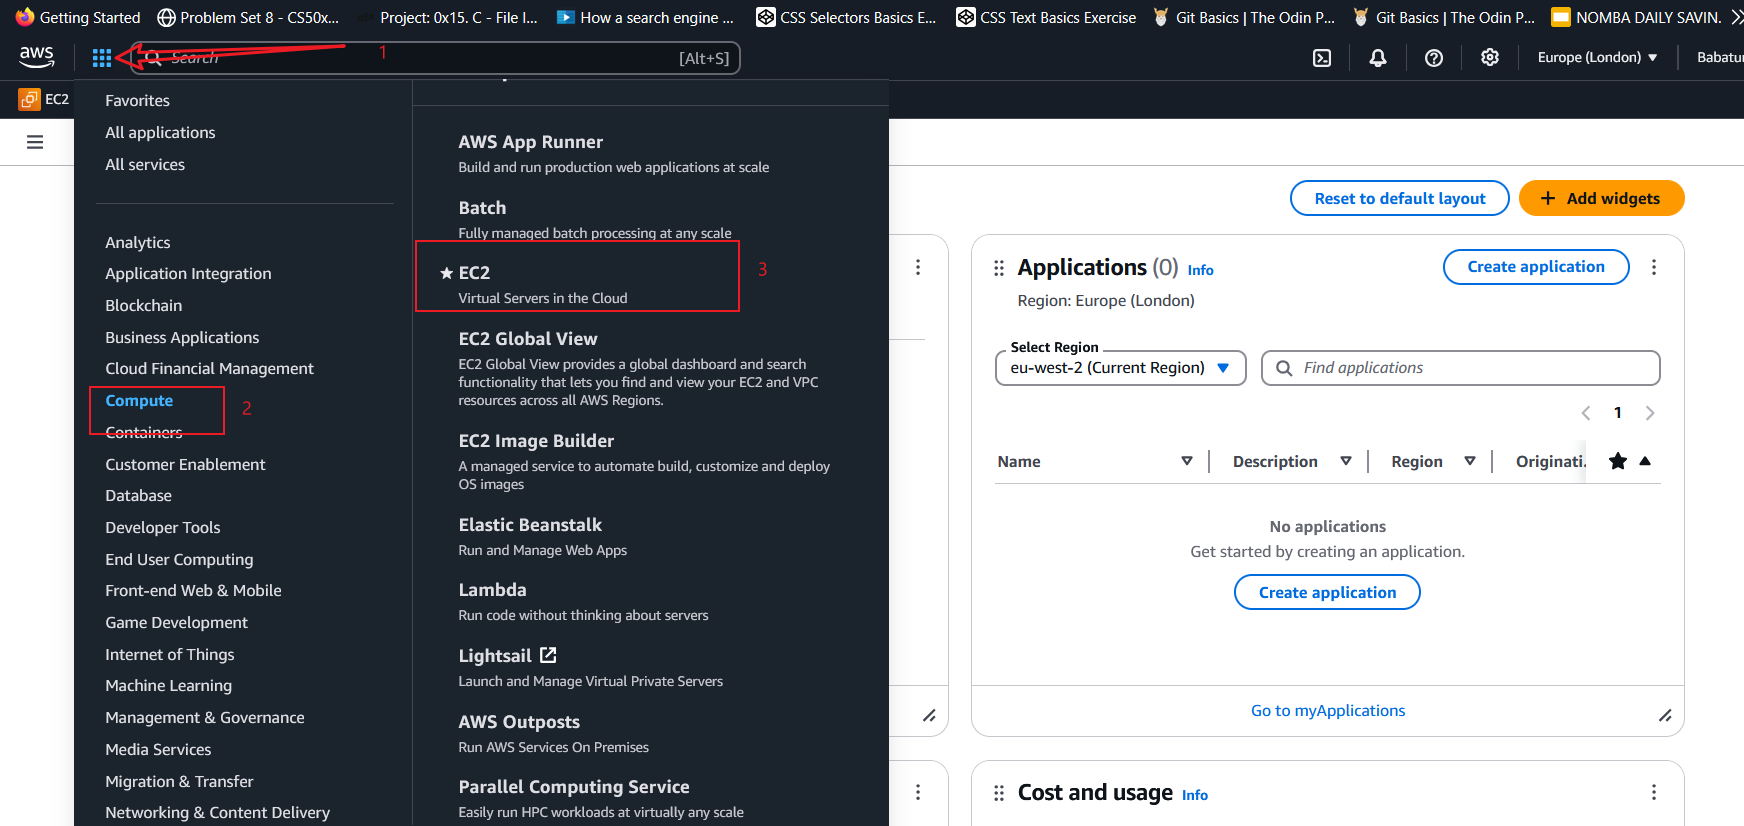 Getting Started
Problem Set 8 - CS50x...
Project: 0x15. C - File I...
How a search engine ...
CSS Selectors Basics E...
CSS Text Basics Exercise
Git Basics | The Odin P...
Git Basics | The Odin P...
NOMBA DAILY SAVIN.
aws
Search
[Alt+S]
1
Europe (London)
Babatu
EC2
Favorites
All applications
All services
Analytics
Application Integration
Blockchain
Business Applications
Cloud Financial Management
Compute
2
Containers
Customer Enablement
Database
Developer Tools
End User Computing
Front-end Web & Mobile
Game Development
Internet of Things
Machine Learning
Management & Governance
Media Services
Migration & Transfer
Networking & Content Delivery
AWS App Runner
Build and run production web applications at scale
Batch
Fully managed batch processing at any scale
EC2
3
Virtual Servers in the Cloud
EC2 Global View
EC2 Global View provides a global dashboard and search
functionality that lets you find and view your EC2 and VPC
resources across all AWS Regions.
EC2 Image Builder
A managed service to automate build, customize and deploy
OS images
Elastic Beanstalk
Run and Manage Web Apps
Lambda
Run code without thinking about servers
Lightsail
Launch and Manage Virtual Private Servers
AWS Outposts
Run AWS Services On Premises
Parallel Computing Service
Easily run HPC workloads at virtually any scale
Reset to default layout
+ Add widgets
Applications (0) Info
Create application
Region: Europe (London)
Select Region
eu-west-2 (Current Region)
Find applications
1
Name
Description
Region
Originati.
No applications
Get started by creating an application.
Create application
Go to myApplications
Cost and usage Info